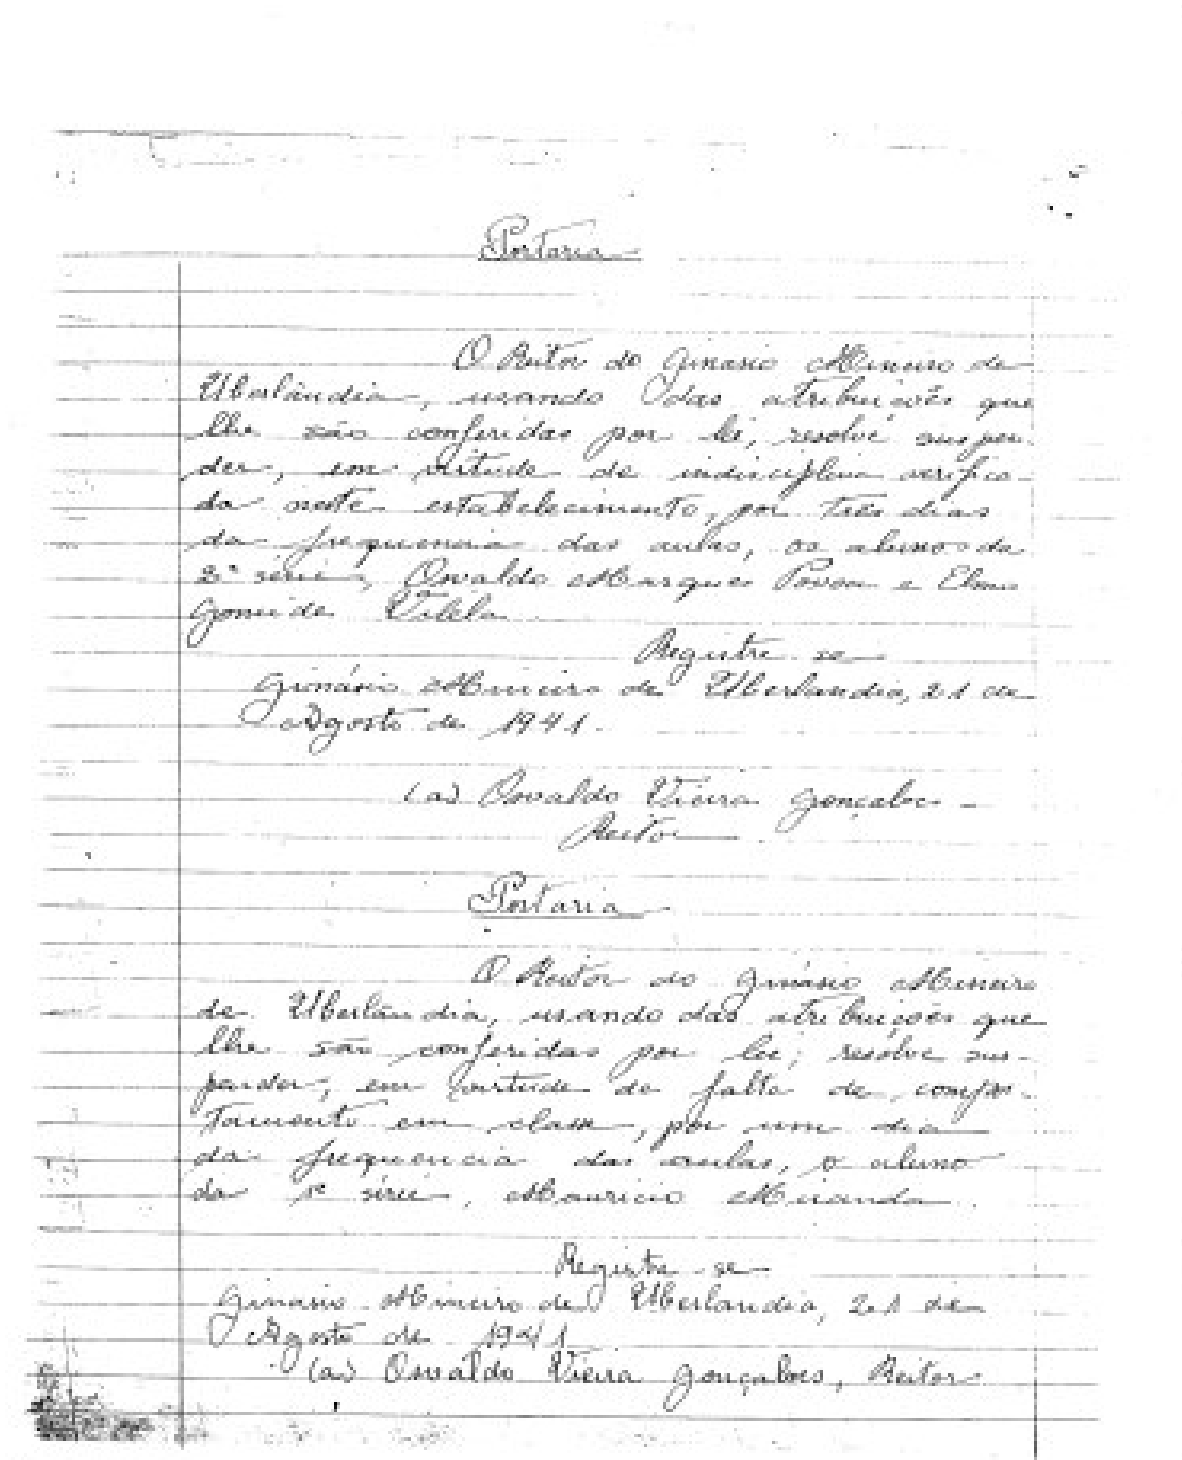 Portaria
O Reitor do Ginasio Mineiro de
Uberlândia, usando das atribuições que
lhe são conferidas por lei, resolve suspen-
der, em virtude de indisciplina verifica-
da neste estabelecimento, por três dias
da frequencia das aulas, os alunos da
2ª série, Osvaldo Marques Povoa e
Gomide Vilela
Registre se
Ginásio Mineiro de Uberlandia, 21 de
Agosto de 1941.
(a) Osvaldo Vieira Gonçalves
Reitor
Portaria
O Reitor do Ginásio Mineiro
de Uberlândia, usando das atribuições que
lhe são conferidas por lei, resolve sus-
pender, em virtude de falta de compor-
tamento em classe, por um dia
da frequencia das aulas, o aluno
da 1ª série, Mauricio Miranda.
Registre se
Ginasio Mineiro de Uberlandia, 21 de
Agosto de 1941
(a) Osvaldo Vieira Gonçalves, Reitor